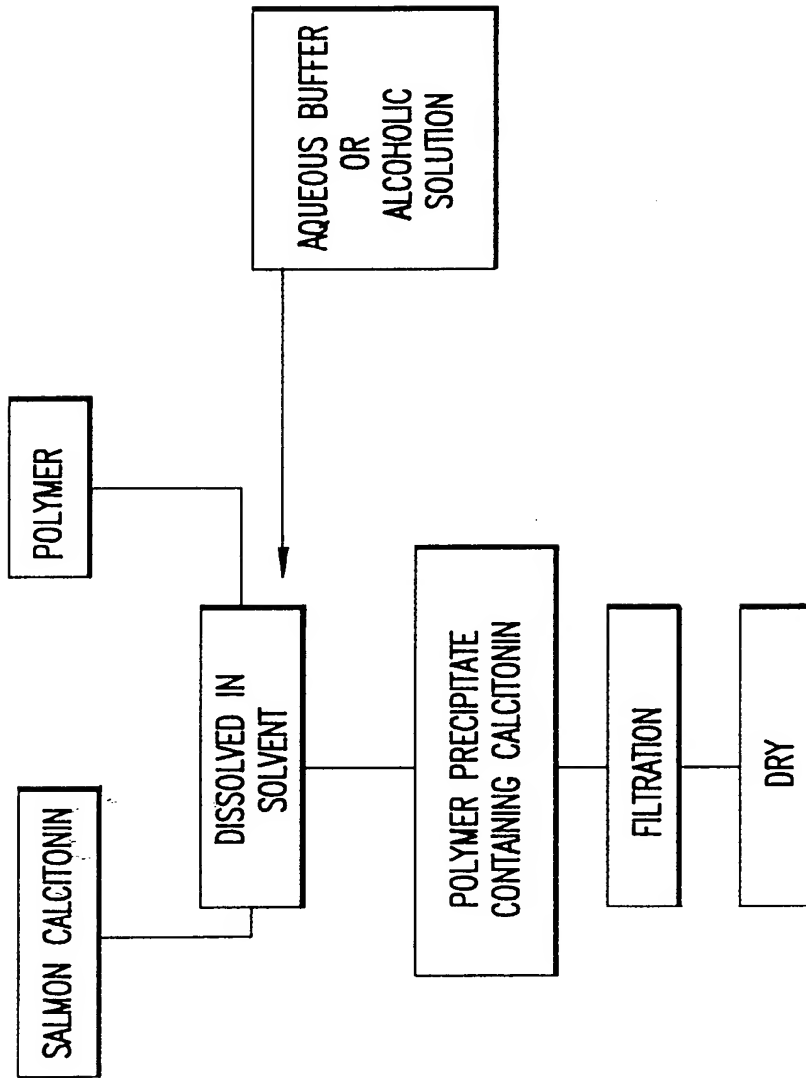 SALMON CALCITONIN
POLYMER
DISSOLVED IN
SOLVENT
AQUEOUS BUFFER
OR
ALCOHOLIC
SOLUTION
POLYMER PRECIPITATE
CONTAINING CALCITONIN
FILTRATION
DRY